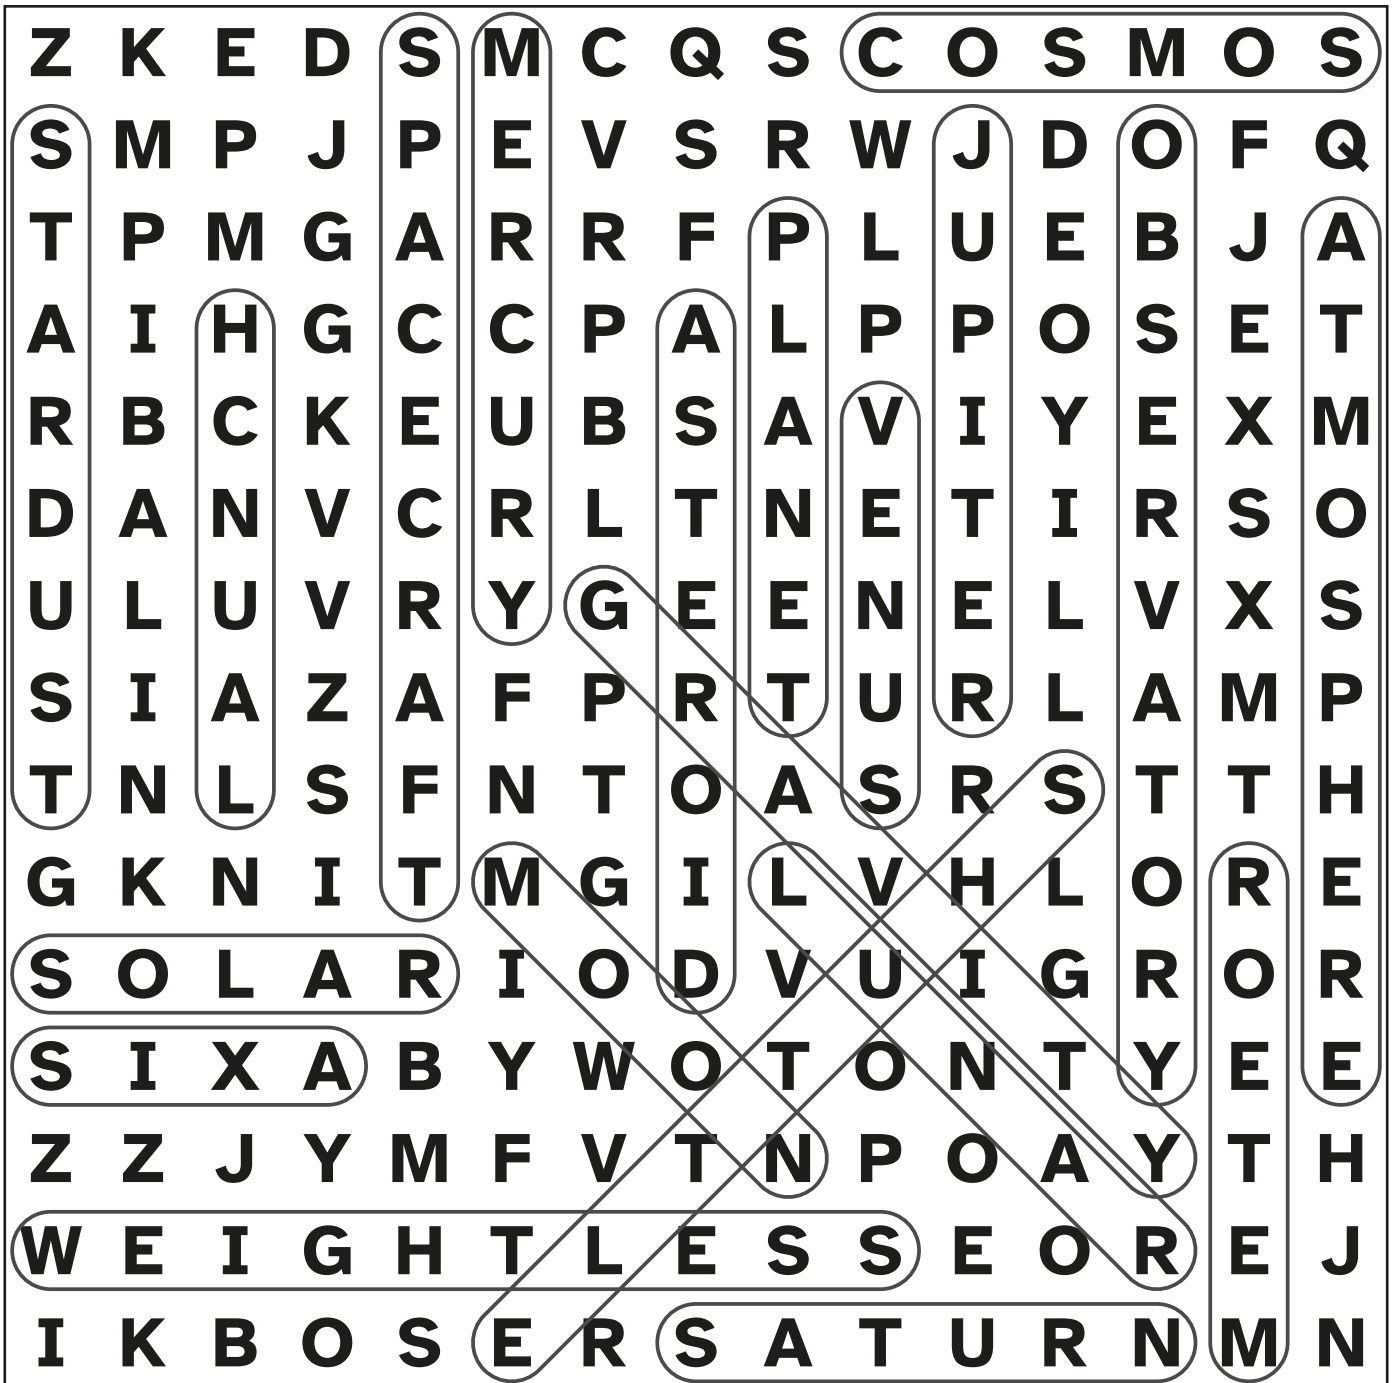 Z K E D S M C Q S C O S M O S
S M P J P E V S R W J D O F Q
T P M G A R R F P L U E B J A
A I H G C C P A L P P O S E T
R B C K E U B S A V I Y E X M
D A N V C R L T N E T I R S O
U L U V R Y G E E N E L V X S
S I A Z A F P R T U R L A M P
T N L S F N T O A S R S T T H
G K N I T M G I L V H L O R E
S O L A R I O D V U I G R O R
S I X A B Y W O T O N T Y E E
Z Z J Y M F V T N P O A Y T H
W E I G H T L E S S E O R E J
I K B O S E R S A T U R N M N